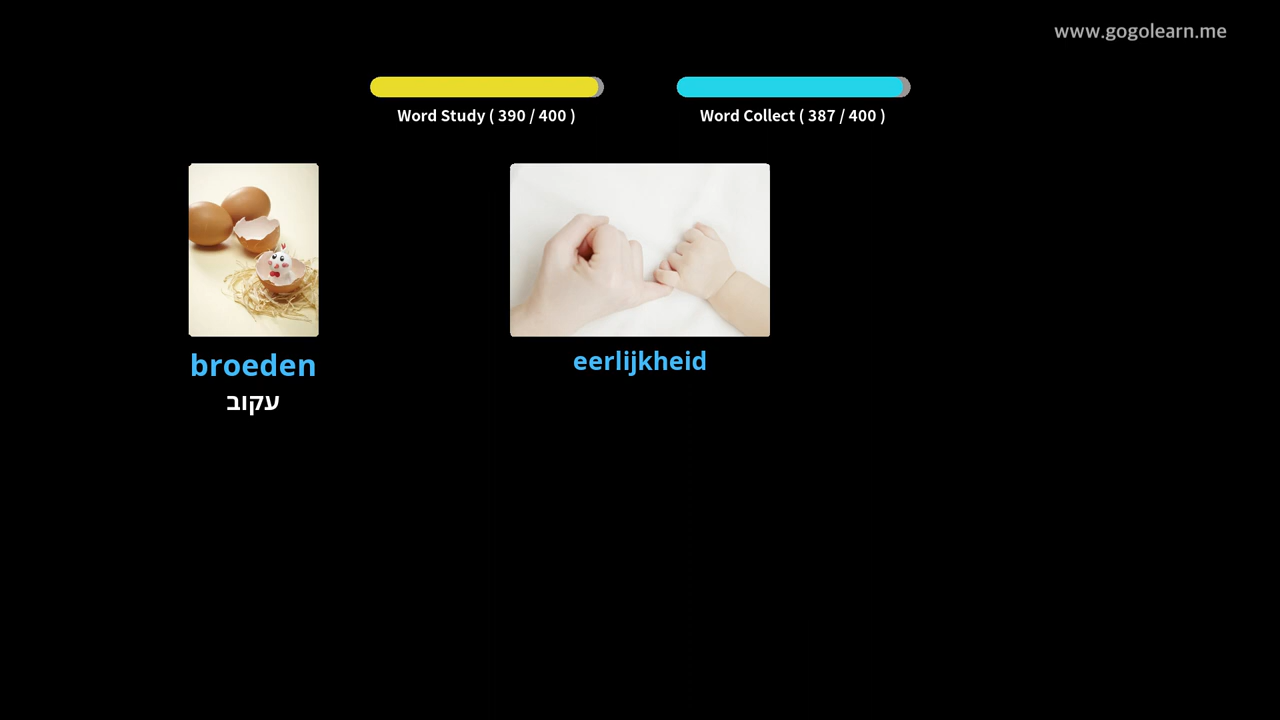 www.gogolearn.me
Word Study ( 390 / 400 )
Word Collect ( 387 / 400 )
broeden
עקוב
eerlijkheid